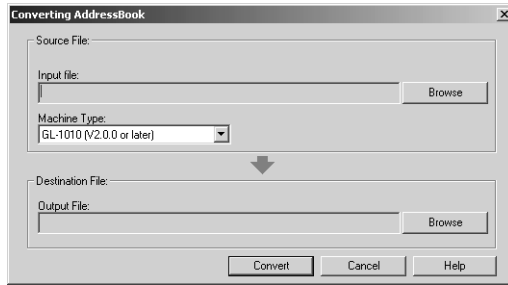 Converting AddressBook
Source File:
Input file:
Browse
Machine Type:
GL-1010 (V2.0.0 or later)
Destination File:
Output File:
Browse
Convert Cancel Help